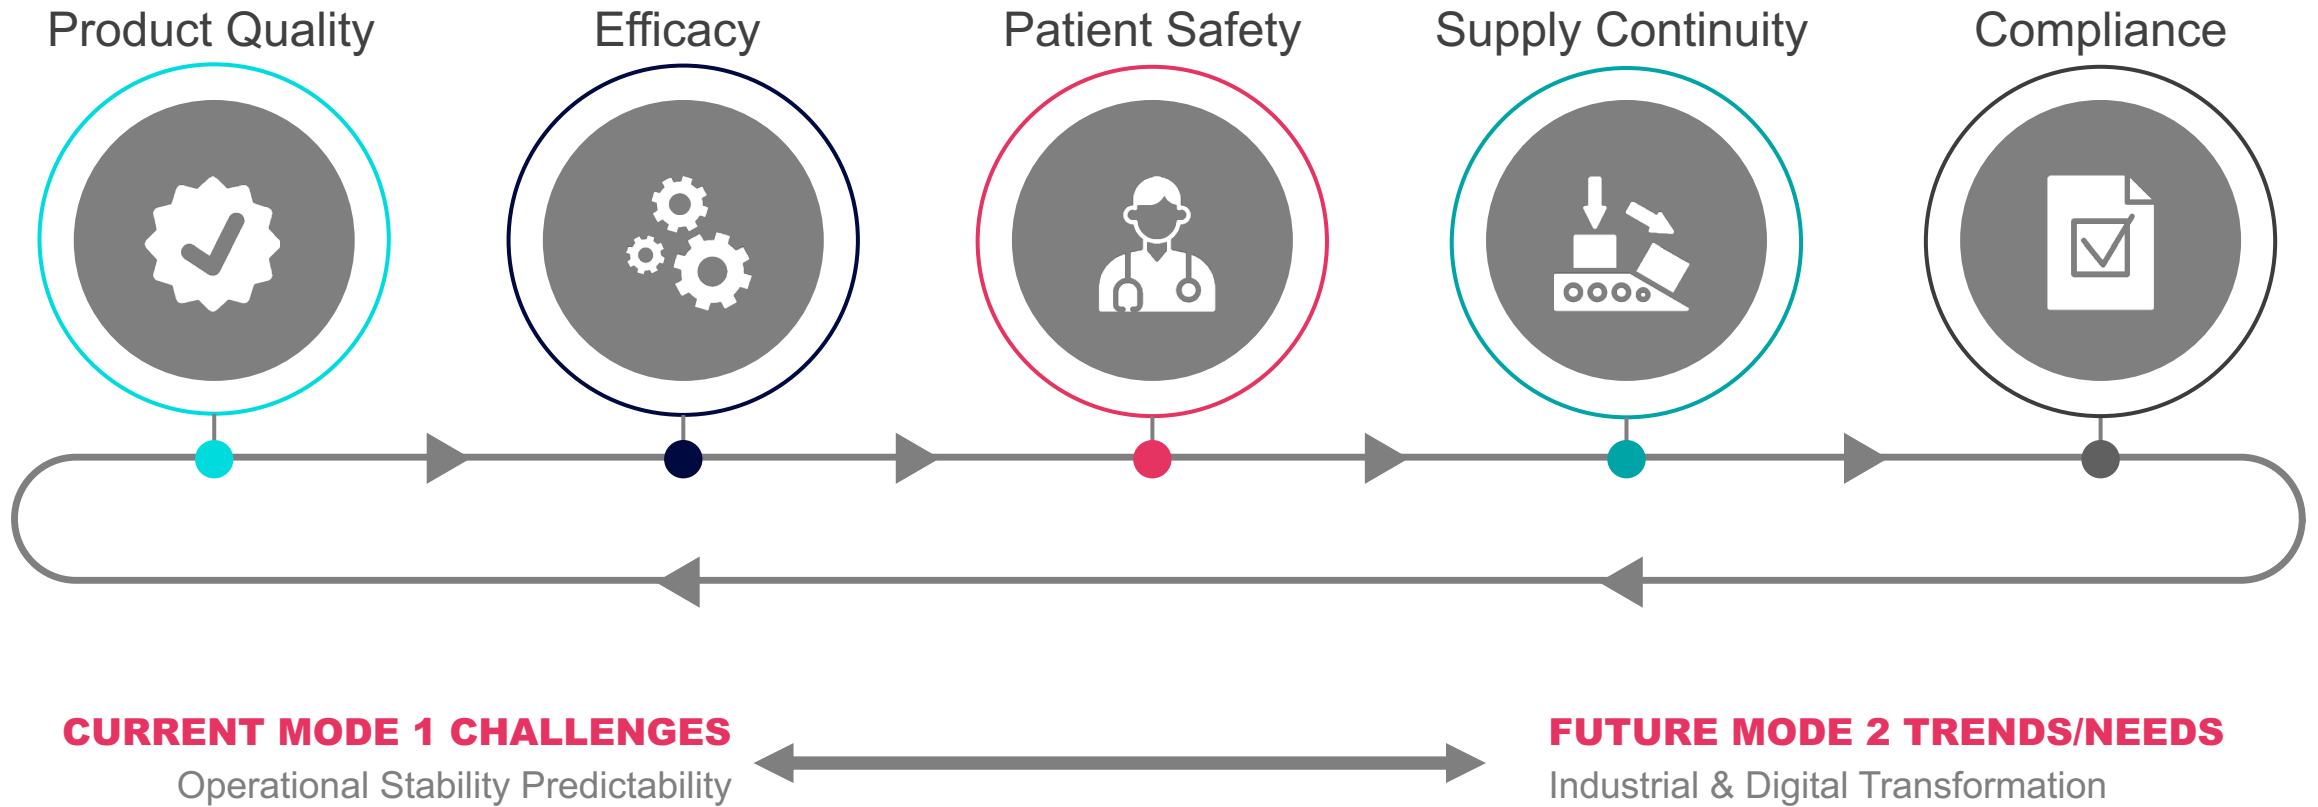 Product Quality
Efficacy
Patient Safety
Supply Continuity
Compliance
CURRENT MODE 1 CHALLENGES
Operational Stability Predictability
FUTURE MODE 2 TRENDS/NEEDS
Industrial & Digital Transformation